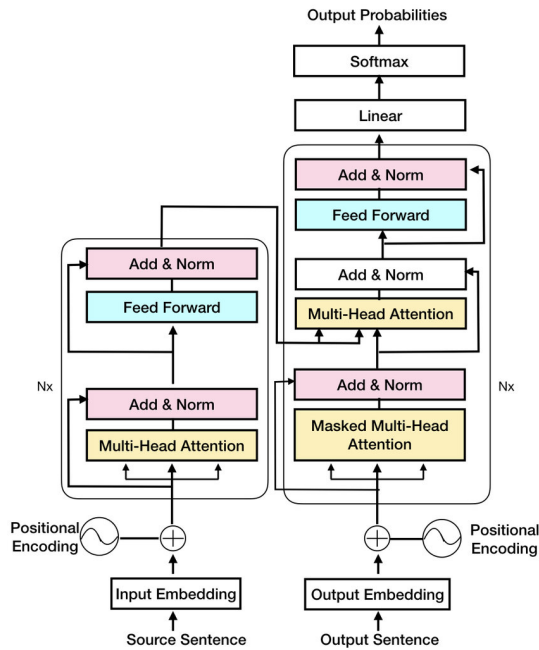 Output Probabilities
Softmax
Linear
Add & Norm
Feed Forward
Add & Norm
Multi-Head Attention
Add & Norm
Masked Multi-Head
Attention
Nx
Add & Norm
Feed Forward
Nx
Add & Norm
Multi-Head Attention
Positional
Encoding
Positional
Encoding
Input Embedding
Output Embedding
Source Sentence
Output Sentence